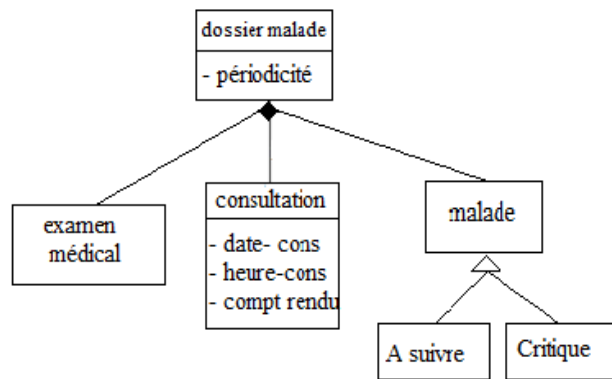 dossier malade
- périodicité
examen
médical
consultation
- date- cons
- heure-cons
- compt rendu
malade
A suivre
Critique